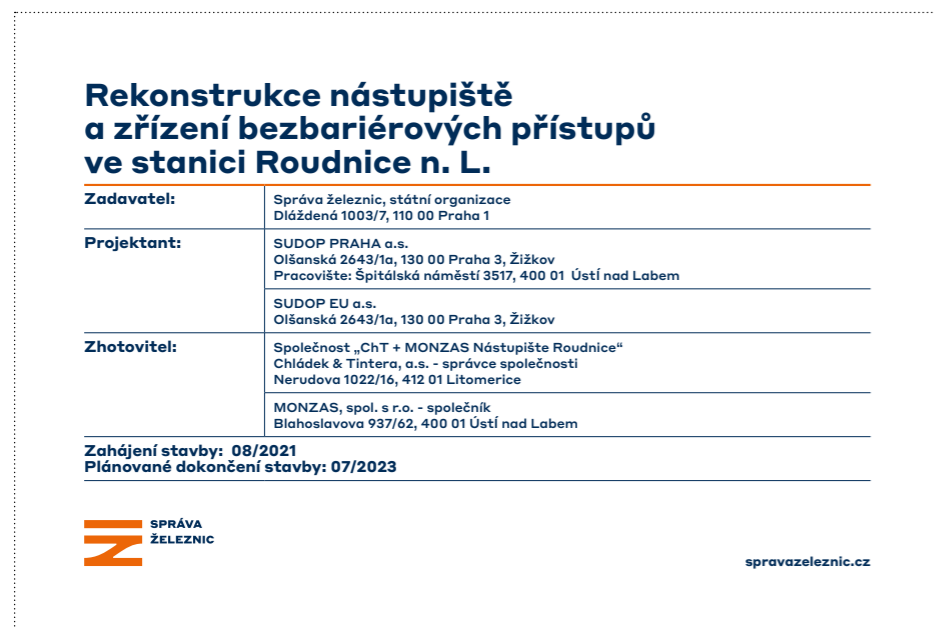 Rekonstrukce nástupiště
a zřízení bezbariérových přístupů
ve stanici Roudnice n. L.
Zadavatel:
Správa železnic, státní organizace
Dlážděná 1003/7, 110 00 Praha 1
Projektant:
SUDOP PRAHA a.s.
Olšanská 2643/1a, 130 00 Praha 3, Žižkov
Pracovište: Špitálská náměstí 3517, 400 01  ÚstÍ nad Labem
SUDOP EU a.s.
Olšanská 2643/1a, 130 00 Praha 3, Žižkov
Zhotovitel:
Společnost „ChT + MONZAS Nástupište Roudnice“
Chládek & Tintera, a.s. - správce společnosti
Nerudova 1022/16, 412 01 Litomerice
MONZAS, spol. s r.o. - společník
Blahoslavova 937/62, 400 01 ÚstÍ nad Labem
Zahájení stavby:  08/2021
Plánované dokončení stavby: 07/2023
SPRÁVA
ŽELEZNIC
spravazeleznic.cz